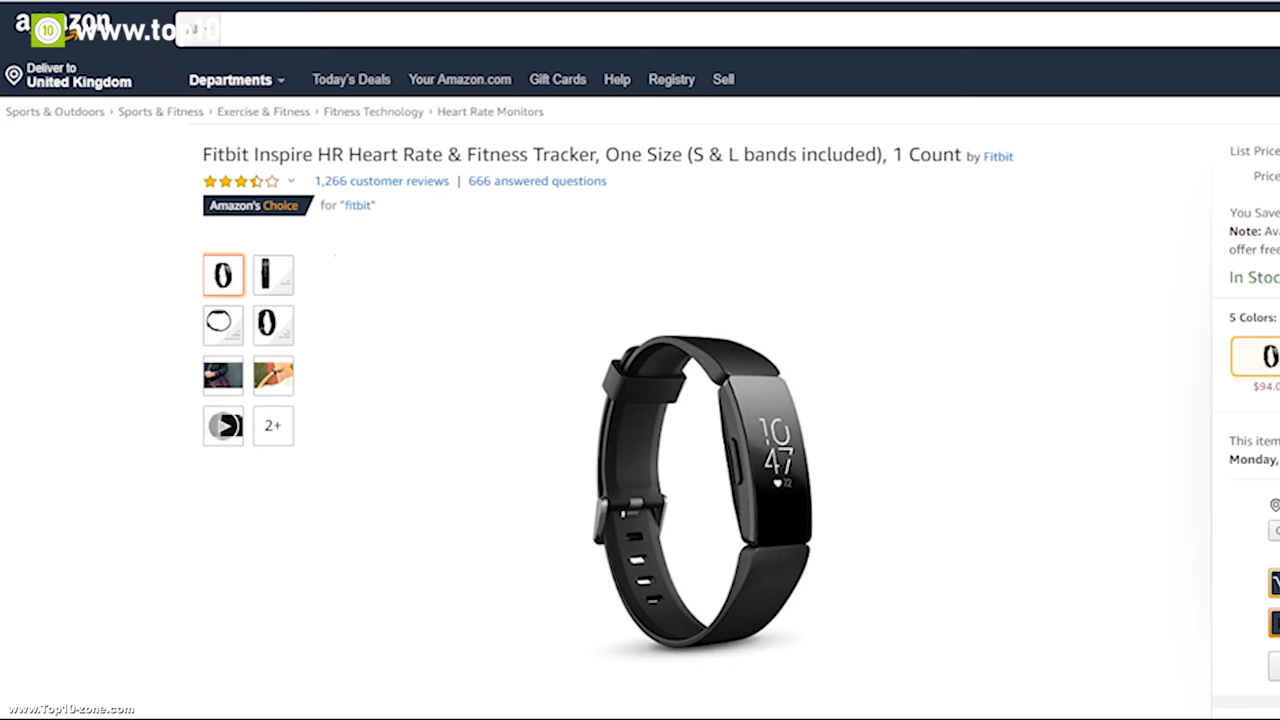 amazon
10
www.top10
Deliver to
United Kingdom
Departments
Today's Deals
Your Amazon.com
Gift Cards
Help
Registry
Sell
Sports & Outdoors › Sports & Fitness › Exercise & Fitness › Fitness Technology › Heart Rate Monitors
Fitbit Inspire HR Heart Rate & Fitness Tracker, One Size (S & L bands included), 1 Count by Fitbit
1,266 customer reviews | 666 answered questions
Amazon's Choice for "fitbit"
2+
10
47
72
List Price
Price
You Save
Note: Ava
offer free
In Stoc
5 Colors:
$94.0
This item
Monday,
www.Top10-zone.com